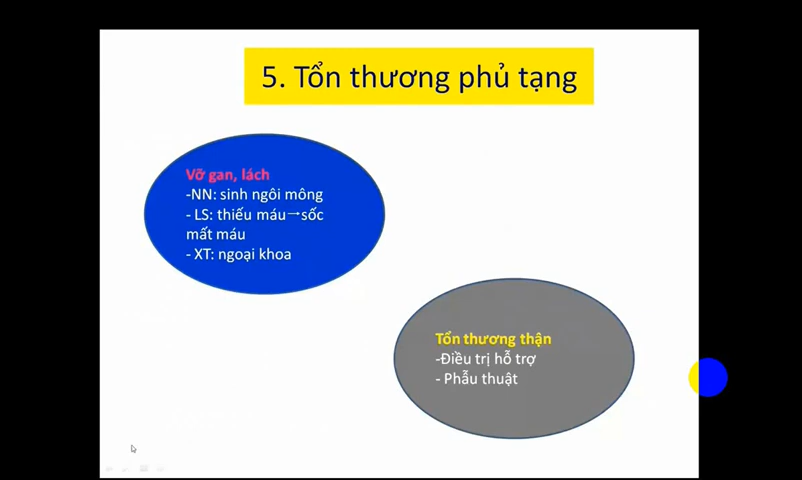 5. Tổn thương phủ tạng
Vỡ gan, lách
-NN: sinh ngôi mông
- LS: thiếu máu→sốc
mất máu
- XT: ngoại khoa
Tổn thương thận
-Điều trị hỗ trợ
- Phẫu thuật